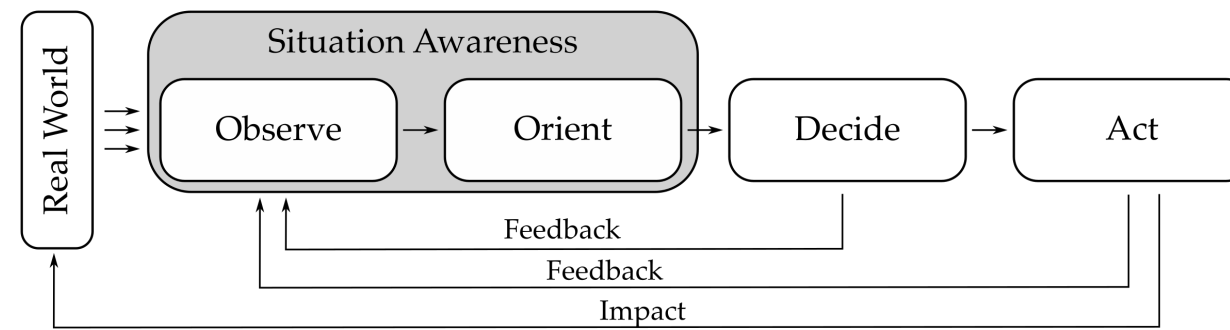 Real World
Situation Awareness
Observe
Orient
Decide
Act
Feedback
Feedback
Impact